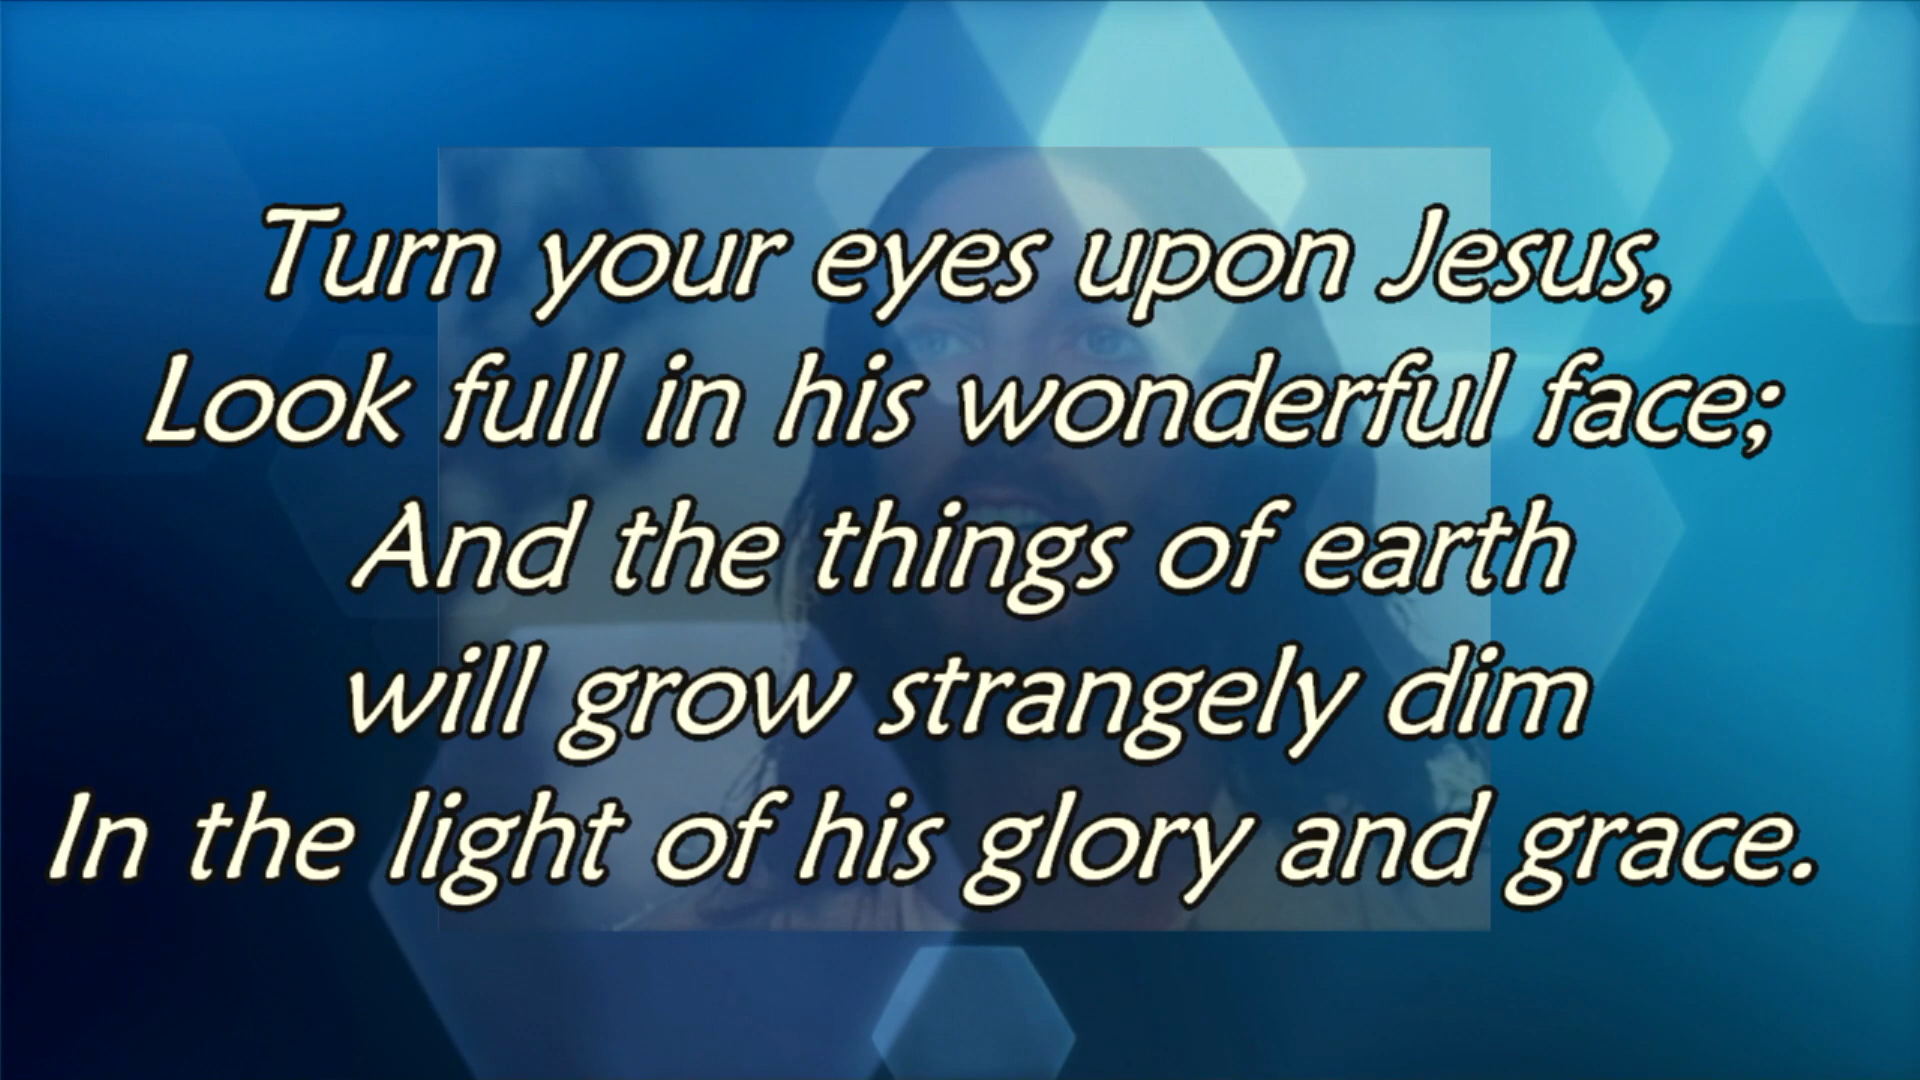 Turn your eyes upon Jesus,
Look full in his wonderful face;
And the things of earth
will grow strangely dim
In the light of his glory and grace.